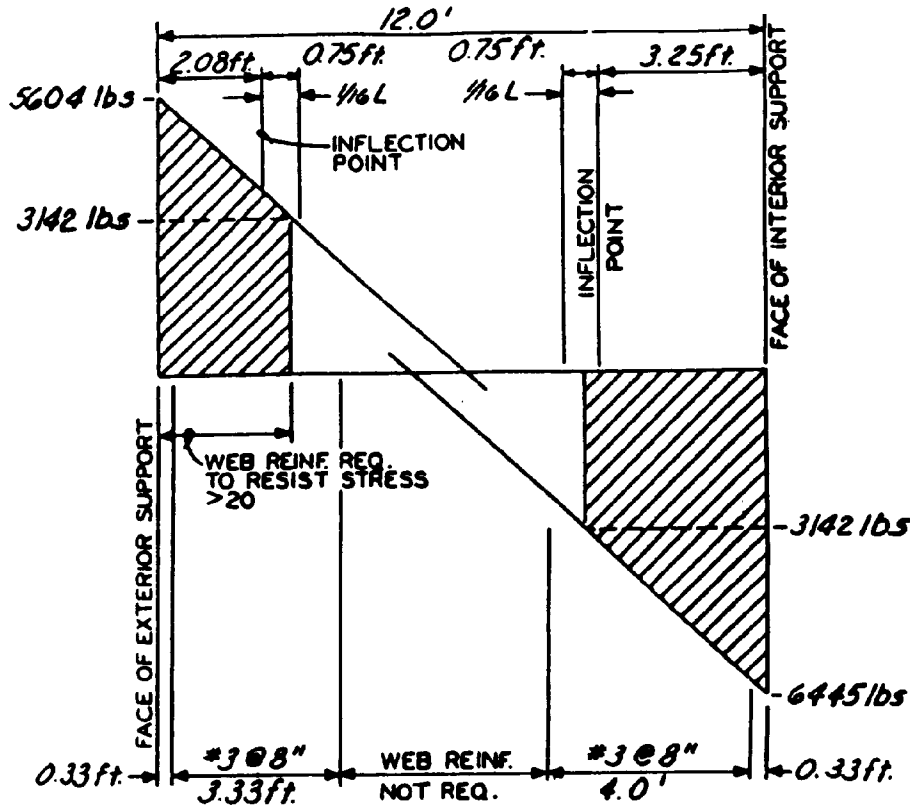 12.0'
2.08ft.
0.75ft.
0.75ft.
3.25ft.
1/16 L
1/16 L
5604 lbs
INFLECTION
POINT
3142 lbs
INFLECTION
POINT
FACE OF INTERIOR SUPPORT
FACE OF EXTERIOR SUPPORT
WEB REINF. REQ.
TO RESIST STRESS
>20
3142 lbs
6445 lbs
0.33ft.
#3 @ 8"
3.33ft.
WEB REINF.
NOT REQ.
#3 @ 8"
4.0'
0.33ft.